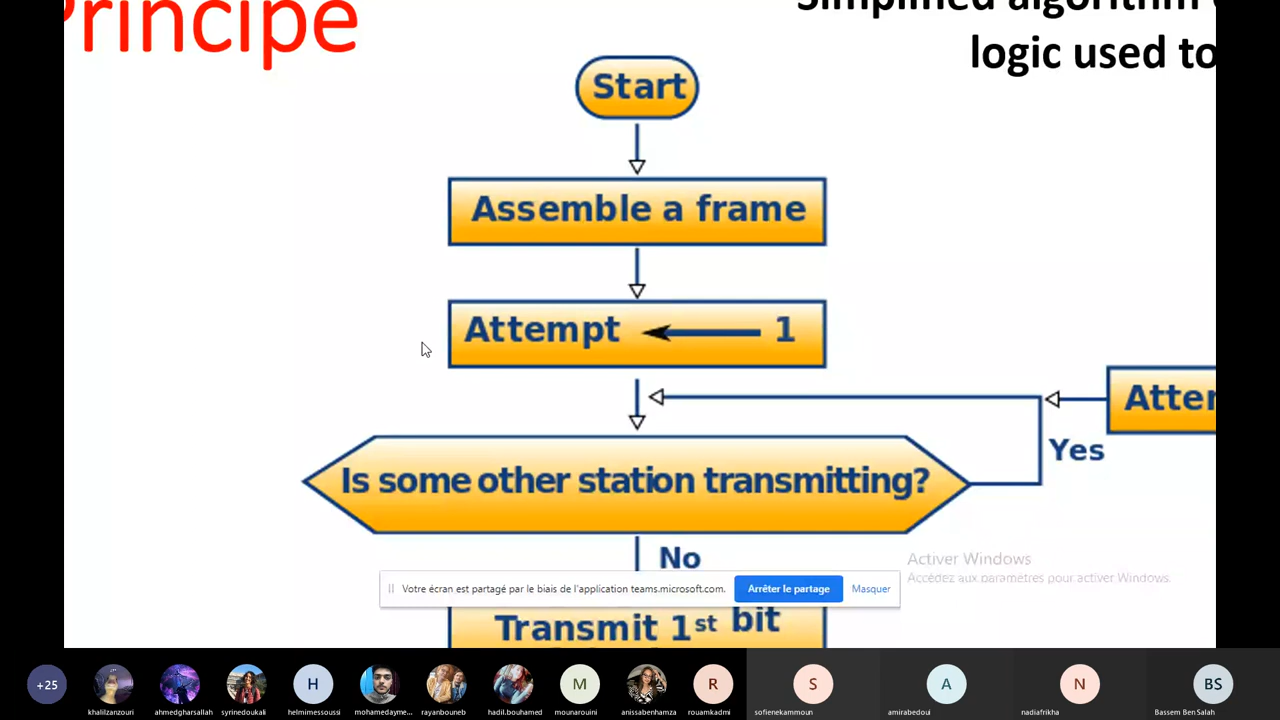 Principe
Simplified algorithm
logic used to
Start
Assemble a frame
Attempt 1
Yes
Is some other station transmitting?
No
Activer Windows
Accédez aux paramètres pour activer Windows.
Votre écran est partagé par le biais de l'application teams.microsoft.com.
Arrêter le partage
Masquer
Transmit 1st bit
+25
khalilzanzouri
ahmedgharsallah
syrinedoukali
H
helmimessoussi
mohamedayme...
rayanbouneb
hadil.bouhamed
M
mounarouini
anissabenhamza
R
rouamkadmi
S
sofienekammoun
A
amirabedoui
N
nadiafrikha
BS
Bassem Ben Salah